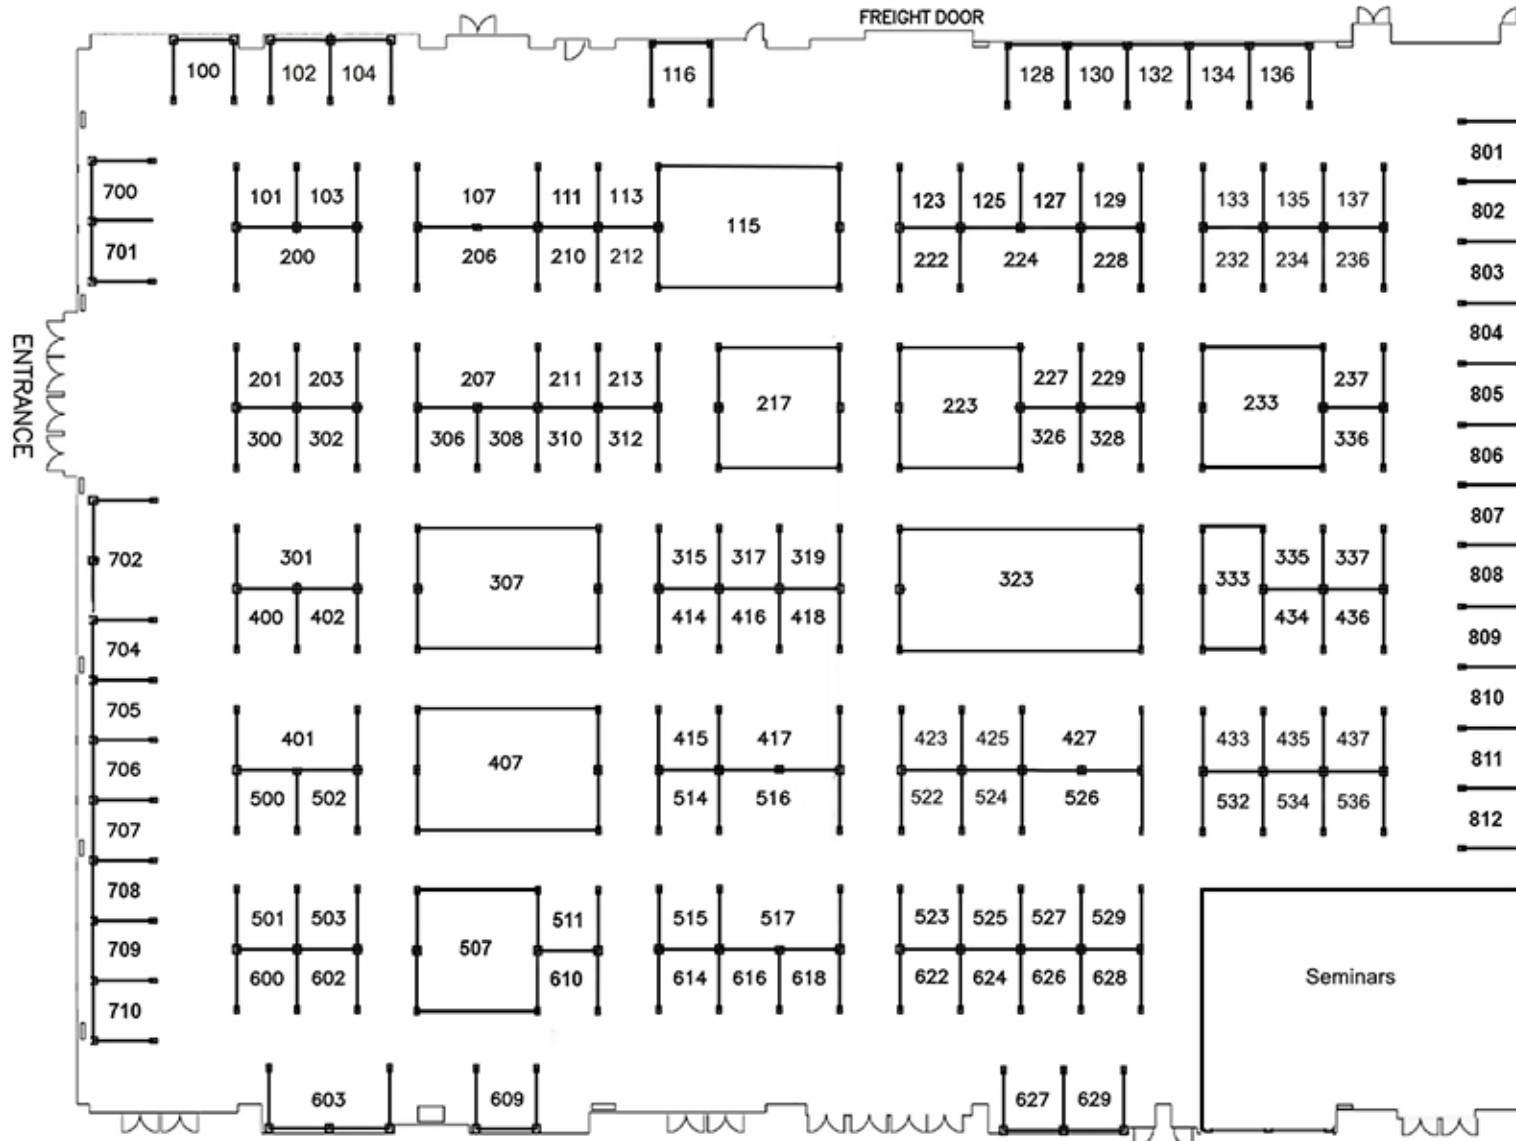 FREIGHT DOOR
100 102 104 116 128 130 132 134 136
801
700 101 103 107 111 113 115 123 125 127 129 133 135 137 802
701 200 206 210 212 222 224 228 232 234 236 803
804
ENTRANCE
201 203 207 211 213 217 223 227 229 233 237 805
300 302 306 308 310 312 326 328 336 806
807
702 301 307 315 317 319 323 333 335 337 808
400 402 414 416 418 434 436 809
704
810
705 401 407 415 417 423 425 427 433 435 437 811
706 500 502 514 516 522 524 526 532 534 536 812
707
708 501 503 507 511 515 517 523 525 527 529
709 600 602 610 614 616 618 622 624 626 628 Seminars
710
603 609 627 629